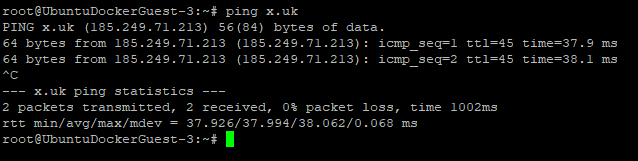 root@UbuntuDockerGuest-3:~# ping x.uk
PING x.uk (185.249.71.213) 56(84) bytes of data.
64 bytes from 185.249.71.213 (185.249.71.213): icmp_seq=1 ttl=45 time=37.9 ms
64 bytes from 185.249.71.213 (185.249.71.213): icmp_seq=2 ttl=45 time=38.1 ms
^C
--- x.uk ping statistics ---
2 packets transmitted, 2 received, 0% packet loss, time 1002ms
rtt min/avg/max/mdev = 37.926/37.994/38.062/0.068 ms
root@UbuntuDockerGuest-3:~#